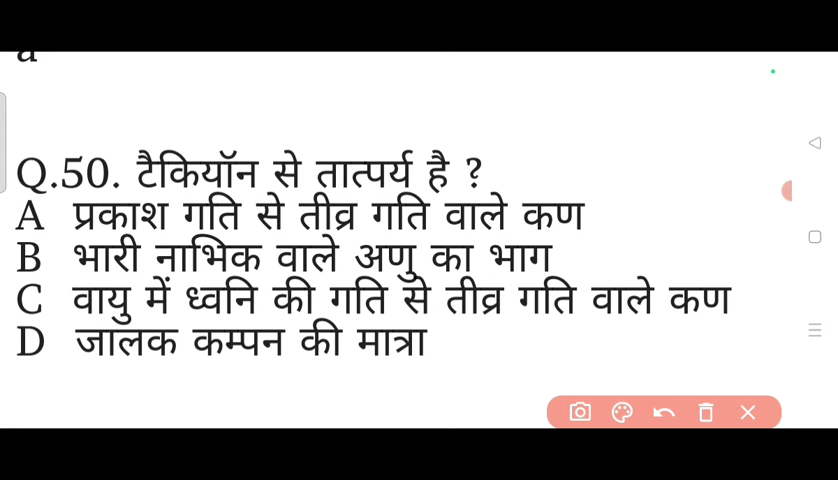 Q.50. टैकियॉन से तात्पर्य है ?
A प्रकाश गति से तीव्र गति वाले कण
B भारी नाभिक वाले अणु का भाग
C वायु में ध्वनि की गति से तीव्र गति वाले कण
D जालक कम्पन की मात्रा